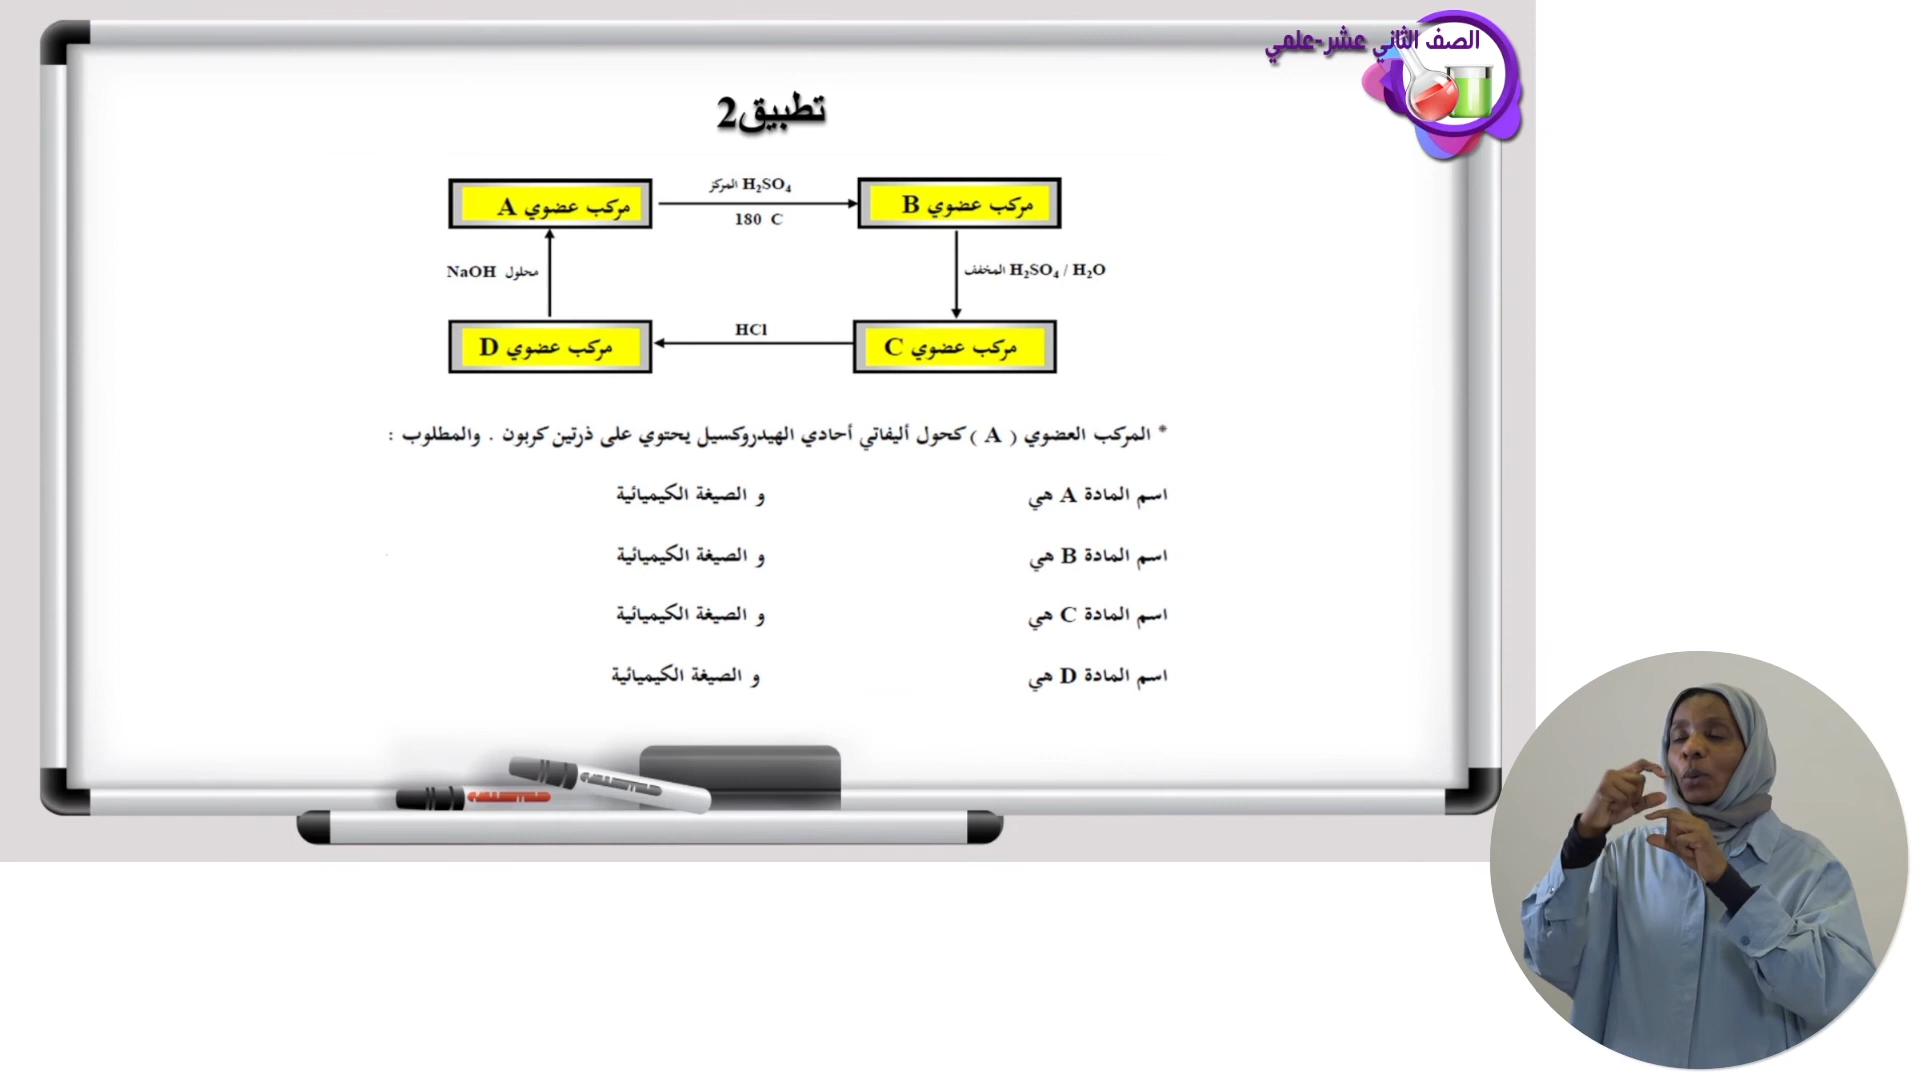 الصف الثاني عشر-علمي
تطبيق2
مركب عضوي A
H₂SO₄ المركز
180 C
مركب عضوي B
محلول NaOH
H₂SO₄ / H₂O المخفف
مركب عضوي D
HCl
مركب عضوي C
* المركب العضوي ( A ) كحول أليفاتي أحادي الهيدروكسيل يحتوي على ذرتين كربون . والمطلوب :
اسم المادة A هي و الصيغة الكيميائية
اسم المادة B هي و الصيغة الكيميائية
اسم المادة C هي و الصيغة الكيميائية
اسم المادة D هي و الصيغة الكيميائية